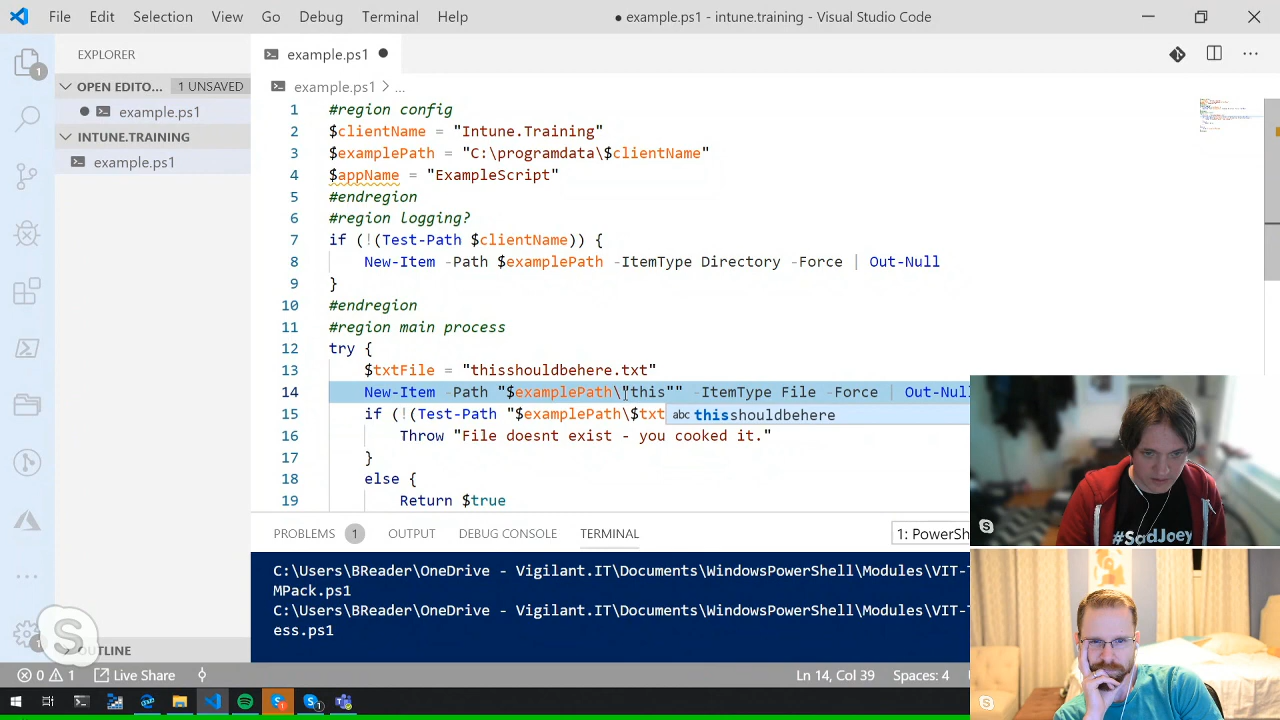 File Edit Selection View Go Debug Terminal Help ● example.ps1 - intune.training - Visual Studio Code
EXPLORER
example.ps1 ●
OPEN EDITO... 1 UNSAVED
example.ps1 > ...
● example.ps1
INTUNE.TRAINING
example.ps1
1 #region config
2 $clientName = "Intune.Training"
3 $examplePath = "C:\programdata\$clientName"
4 $appName = "ExampleScript"
5 #endregion
6 #region logging?
7 if (!(Test-Path $clientName)) {
8 New-Item -Path $examplePath -ItemType Directory -Force | Out-Null
9 }
10 #endregion
11 #region main process
12 try {
13 $txtFile = "thisshouldbehere.txt"
14 New-Item -Path "$examplePath\"this"" -ItemType File -Force | Out-Null
15 if (!(Test-Path "$examplePath\$txt
abc thisshouldbehere
16 Throw "File doesnt exist - you cooked it."
17 }
18 else {
19 Return $true
#SadJoey
PROBLEMS 1 OUTPUT DEBUG CONSOLE TERMINAL 1: PowerSh
C:\Users\BReader\OneDrive - Vigilant.IT\Documents\WindowsPowerShell\Modules\VIT-
MPack.ps1
C:\Users\BReader\OneDrive - Vigilant.IT\Documents\WindowsPowerShell\Modules\VIT-
ess.ps1
OUTLINE
0 1 Live Share Ln 14, Col 39 Spaces: 4